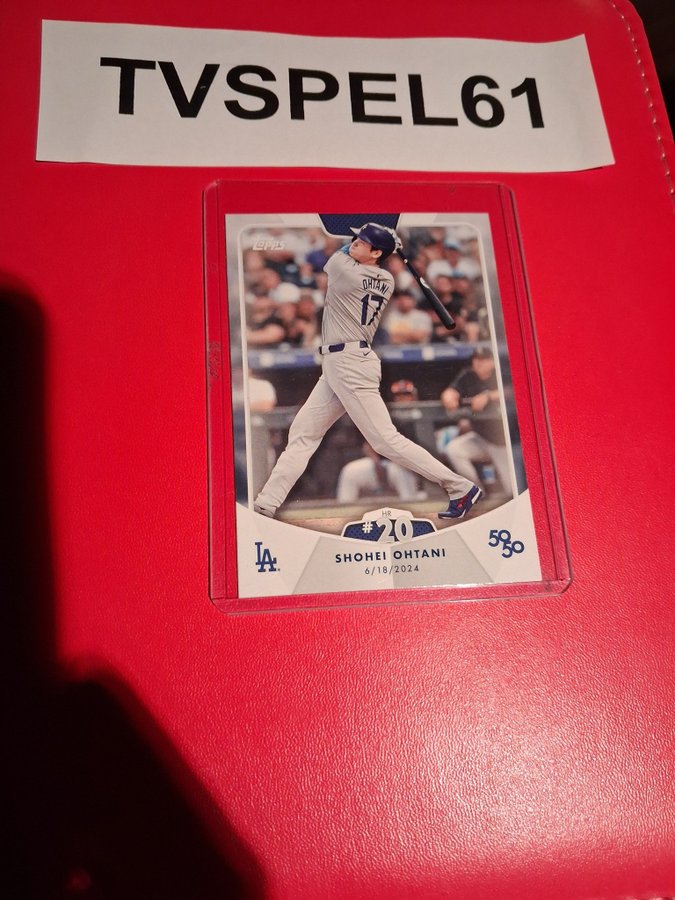 TVSPEL61
Topps
OHTANI
17
HR
#20
SHOHEI OHTANI
6/18/2024
LA
50
50